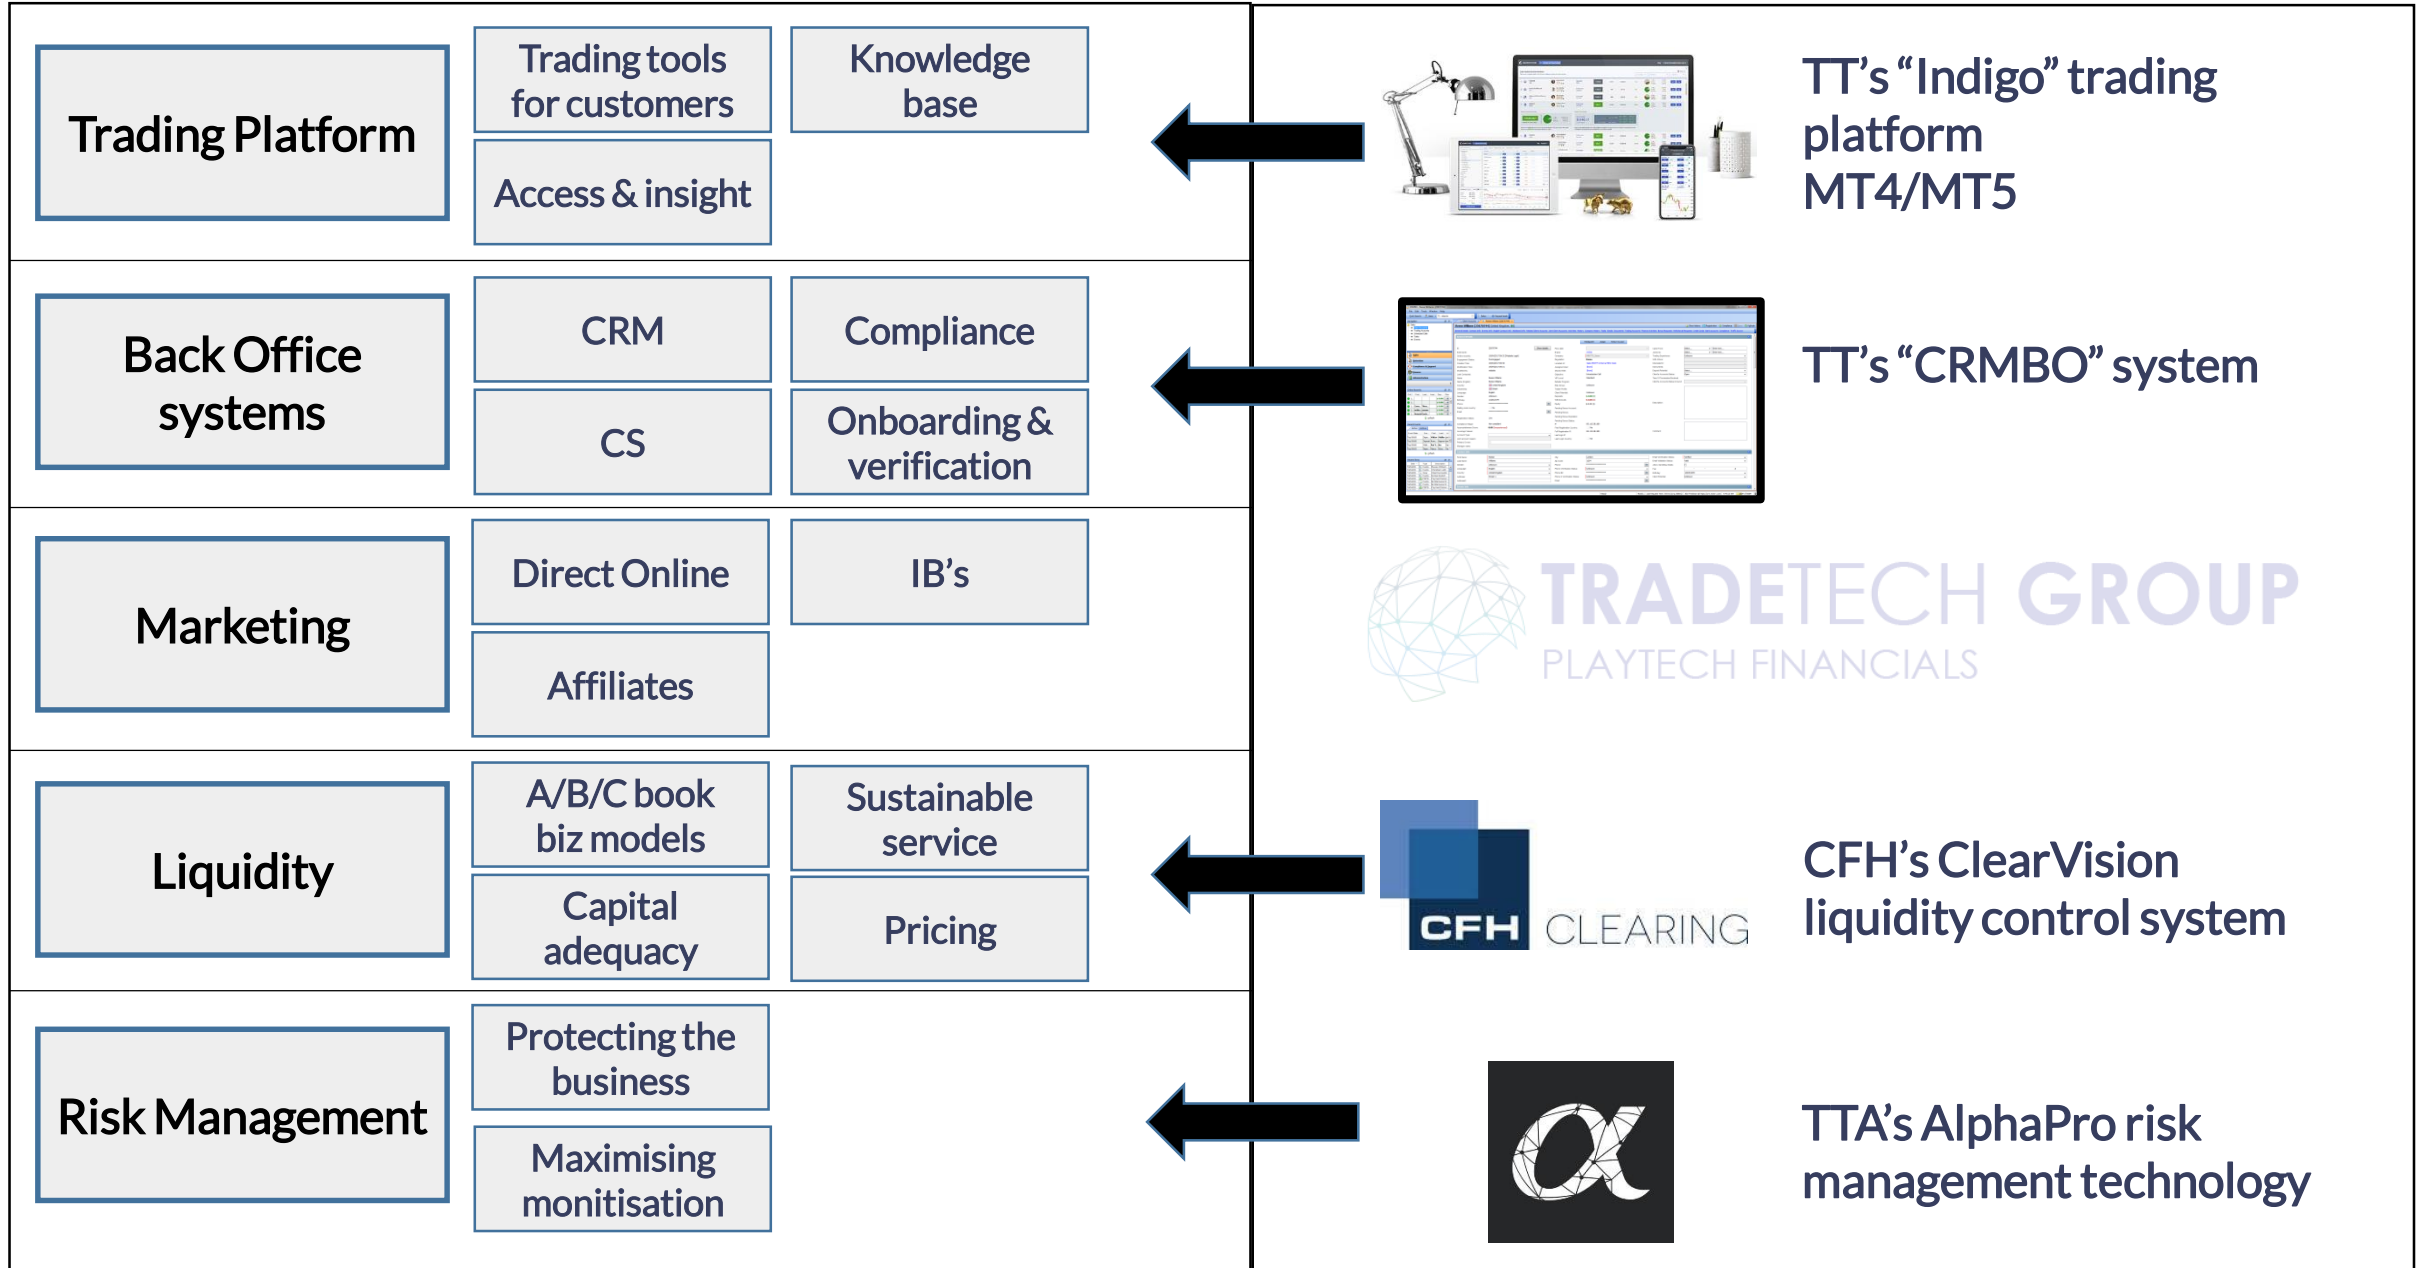 Trading Platform
Trading tools
for customers
Knowledge
base
Access & insight
TT's “Indigo” trading
platform
MT4/MT5
Back Office
systems
CRM
Compliance
CS
Onboarding &
verification
TT's “CRMBO” system
Marketing
Direct Online
IB's
Affiliates
TRADETECH GROUP
PLAYTECH FINANCIALS
Liquidity
A/B/C book
biz models
Sustainable
service
Capital
adequacy
Pricing
CFH CLEARING
CFH's ClearVision
liquidity control system
Risk Management
Protecting the
business
Maximising
monitisation
TTA's AlphaPro risk
management technology